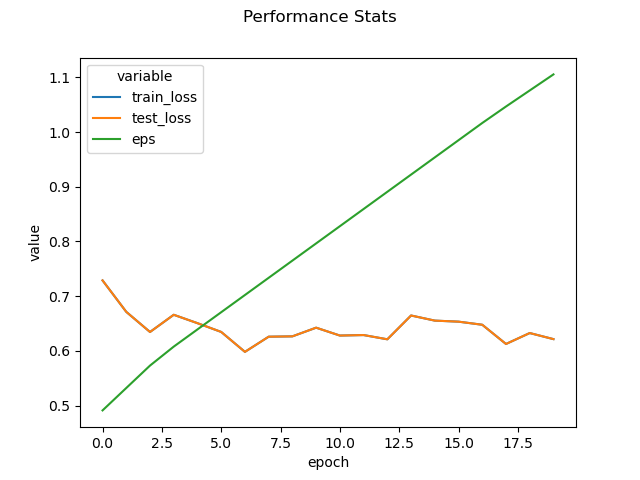 Performance Stats
variable
train_loss
test_loss
eps
value
1.1
1.0
0.9
0.8
0.7
0.6
0.5
0.0 2.5 5.0 7.5 10.0 12.5 15.0 17.5
epoch